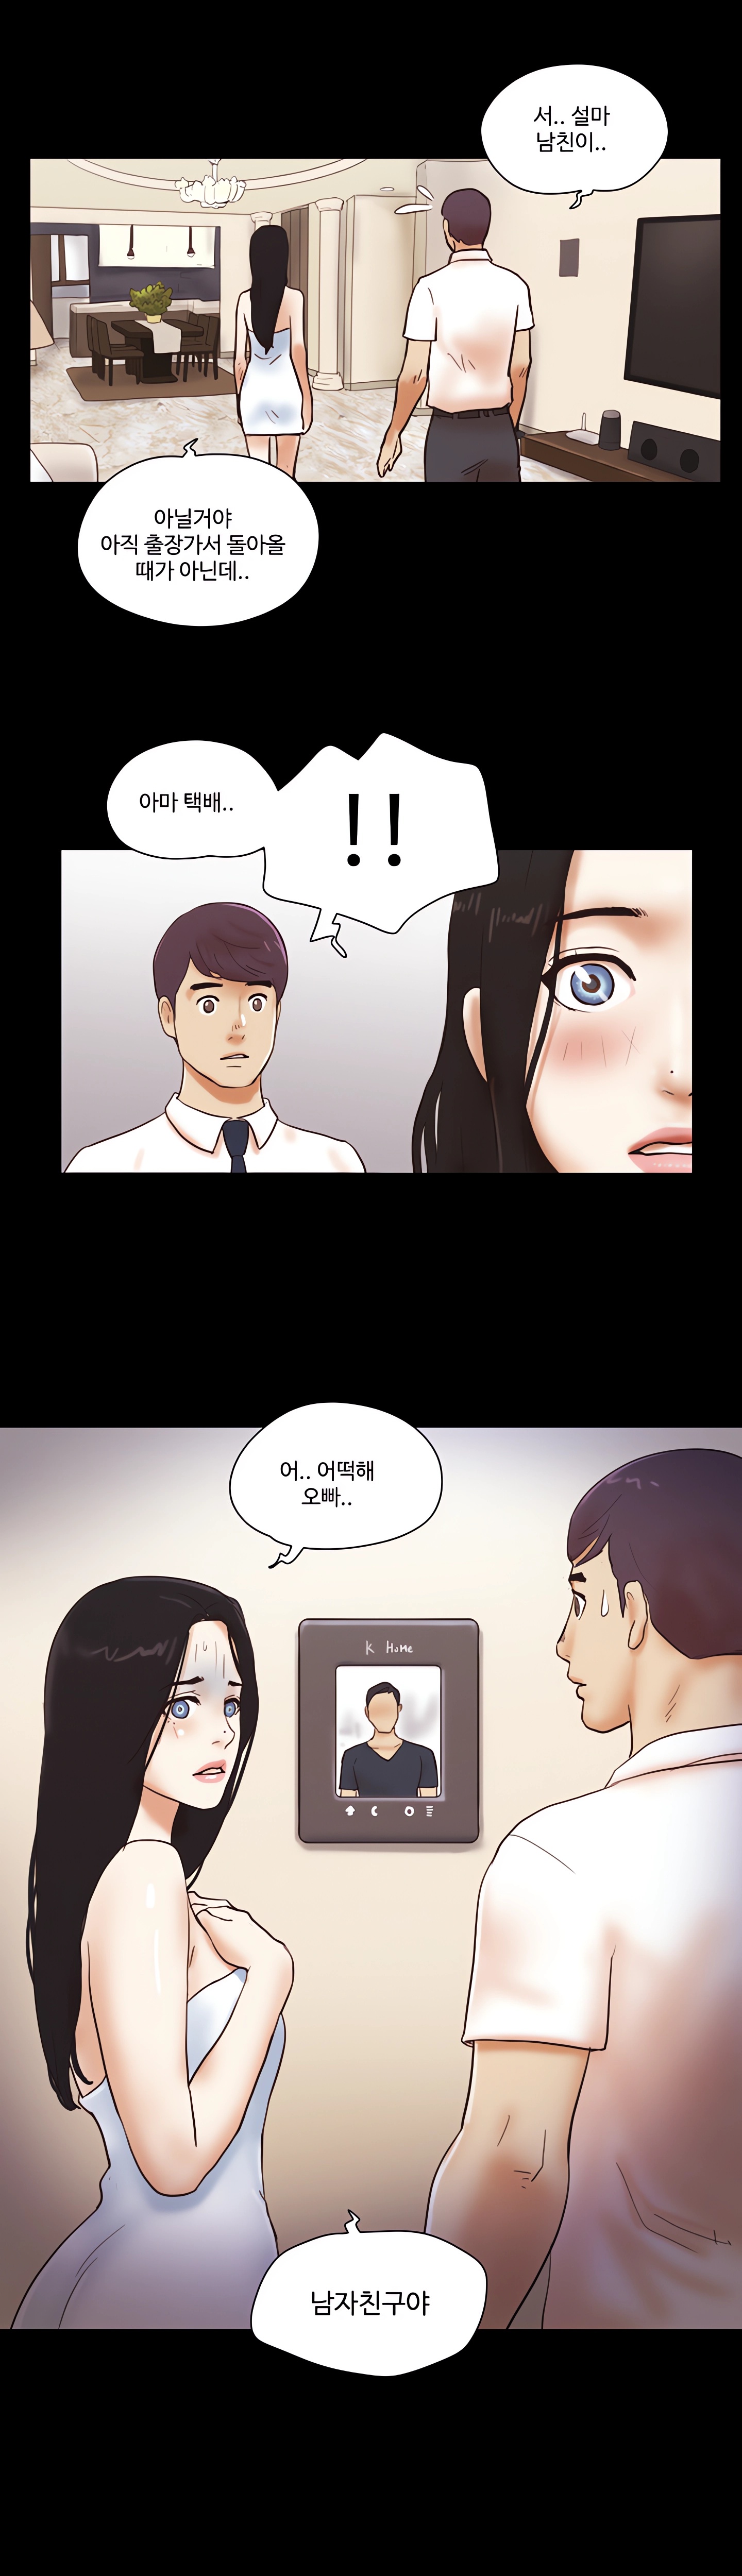 서.. 설마
남친이..
아닐거야
아직 출장가서 돌아올
때가 아닌데..
아마 택배..
!!
어.. 어떡해
오빠..
K Home
남자친구야